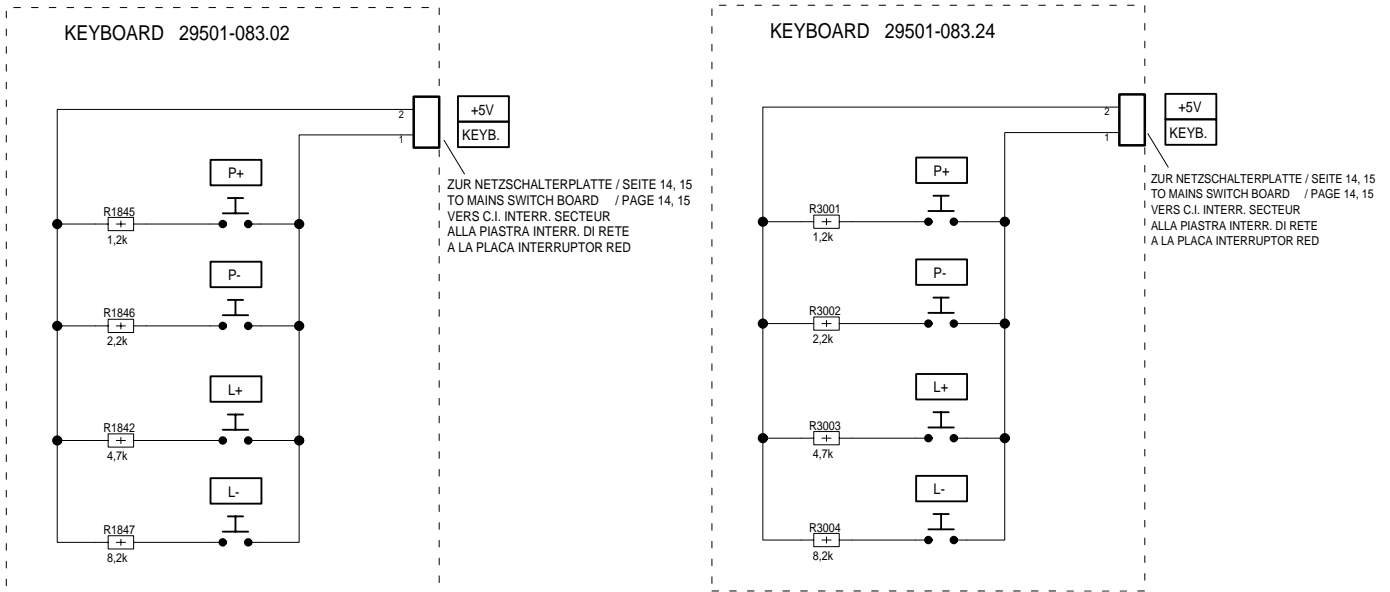 KEYBOARD 29501-083.02
2
+5V
1
KEYB.
ZUR NETZSCHALTERPLATTE / SEITE 14, 15
TO MAINS SWITCH BOARD / PAGE 14, 15
VERS C.I. INTERR. SECTEUR
ALLA PIASTRA INTERR. DI RETE
A LA PLACA INTERRUPTOR RED
P+
R1845
1,2k
P-
R1846
2,2k
L+
R1842
4,7k
L-
R1847
8,2k
KEYBOARD 29501-083.24
2
+5V
1
KEYB.
ZUR NETZSCHALTERPLATTE / SEITE 14, 15
TO MAINS SWITCH BOARD / PAGE 14, 15
VERS C.I. INTERR. SECTEUR
ALLA PIASTRA INTERR. DI RETE
A LA PLACA INTERRUPTOR RED
P+
R3001
1,2k
P-
R3002
2,2k
L+
R3003
4,7k
L-
R3004
8,2k